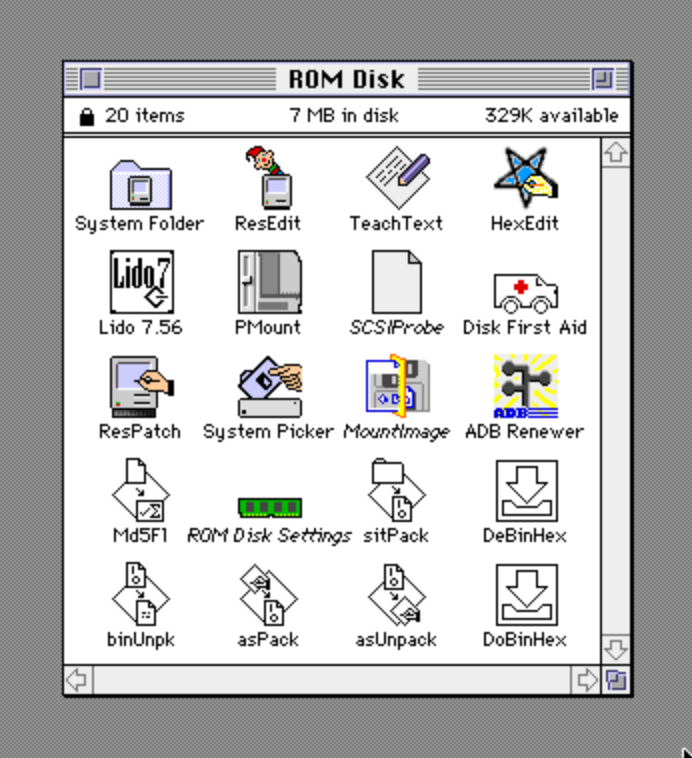 ROM Disk
20 items 7 MB in disk 329K available
System Folder ResEdit TeachText HexEdit
Lido 7
Lido 7.56 PMount SCSIProbe Disk First Aid
ADB
ResPatch System Picker MountImage ADB Renewer
Md5F1 ROM Disk Settings sitPack DeBinHex
binUnpk asPack asUnpack DoBinHex